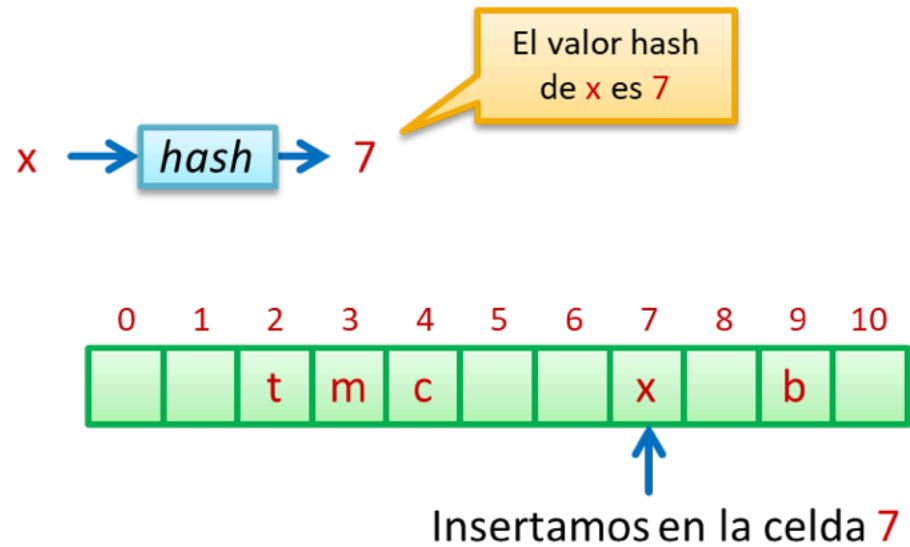 El valor hash
de x es 7
x hash 7
0 1 2 3 4 5 6 7 8 9 10
t m c x b
Insertamos en la celda 7